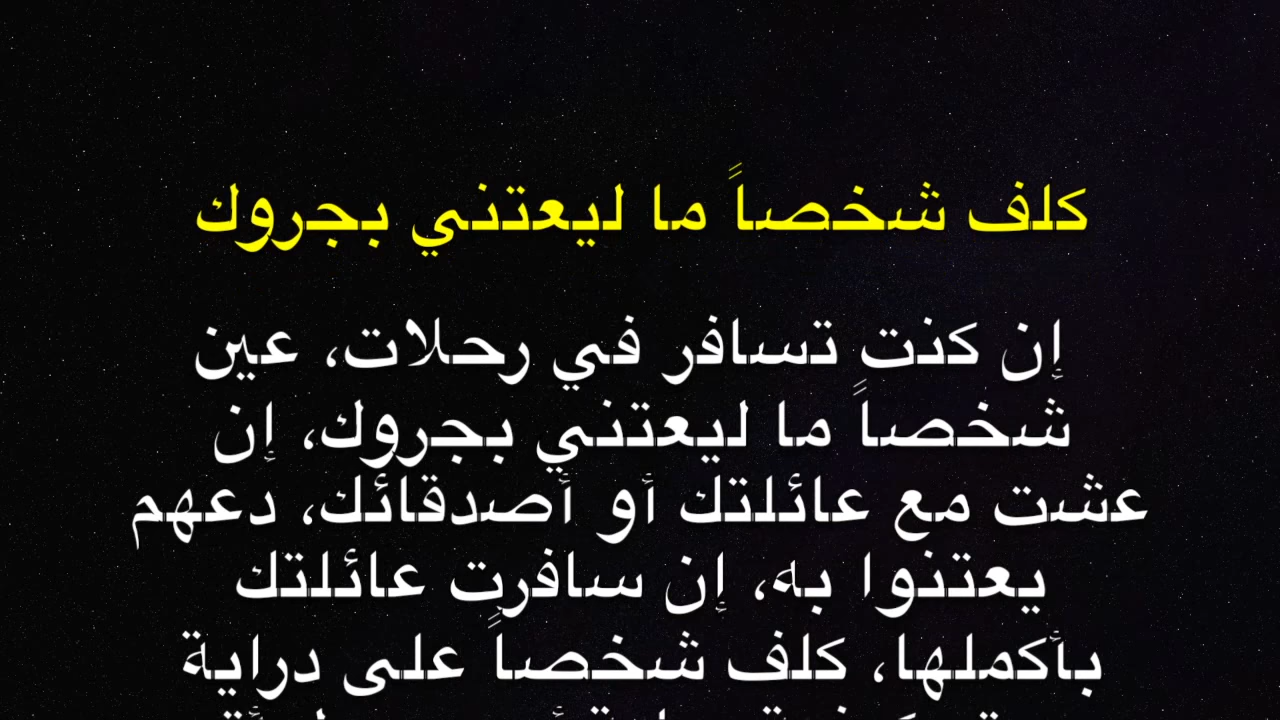 كلف شخصاً ما ليعتني بجروك
إن كنت تسافر في رحلات، عين
شخصاً ما ليعتني بجروك، إن
عشت مع عائلتك أو أصدقائك، دعهم
يعتنوا به، إن سافرت عائلتك
بأكملها، كلف شخصاً على دراية